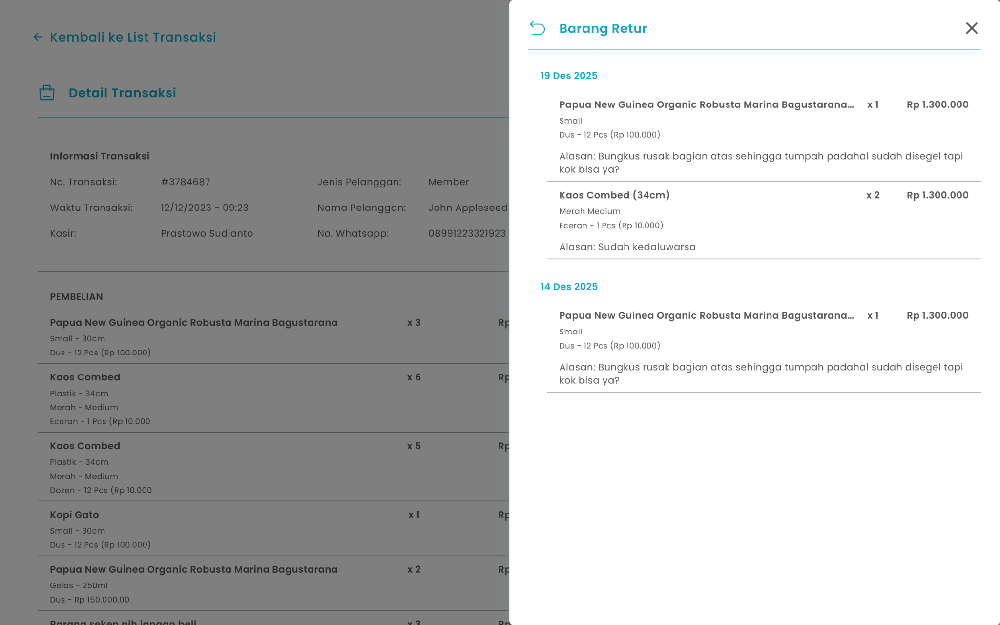 Kembali ke List Transaksi
Detail Transaksi
Informasi Transaksi
No. Transaksi: #3784687 Jenis Pelanggan: Member
Waktu Transaksi: 12/12/2023 - 09:23 Nama Pelanggan: John Appleseed
Kasir: Prastowo Sudianto No. Whatsapp: 08991223321923
PEMBELIAN
Papua New Guinea Organic Robusta Marina Bagustarana x 3 Rp
Small - 30cm
Dus - 12 Pcs (Rp 100.000)
Kaos Combed x 6 Rp
Plastik - 34cm
Merah - Medium
Eceran - 1 Pcs (Rp 10.000
Kaos Combed x 5 Rp
Plastik - 34cm
Merah - Medium
Dozen - 12 Pcs (Rp 10.000
Kopi Gato x 1 Rp
Small - 30cm
Dus - 12 Pcs (Rp 100.000)
Papua New Guinea Organic Robusta Marina Bagustarana x 2 Rp
Gelas - 250ml
Dus - Rp 150.000,00
Barang seken nih jangan beli x 3 Rp
Barang Retur
19 Des 2025
Papua New Guinea Organic Robusta Marina Bagustarana... x 1 Rp 1.300.000
Small
Dus - 12 Pcs (Rp 100.000)
Alasan: Bungkus rusak bagian atas sehingga tumpah padahal sudah disegel tapi
kok bisa ya?
Kaos Combed (34cm) x 2 Rp 1.300.000
Merah Medium
Eceran - 1 Pcs (Rp 10.000)
Alasan: Sudah kedaluwarsa
14 Des 2025
Papua New Guinea Organic Robusta Marina Bagustarana... x 1 Rp 1.300.000
Small
Dus - 12 Pcs (Rp 100.000)
Alasan: Bungkus rusak bagian atas sehingga tumpah padahal sudah disegel tapi
kok bisa ya?